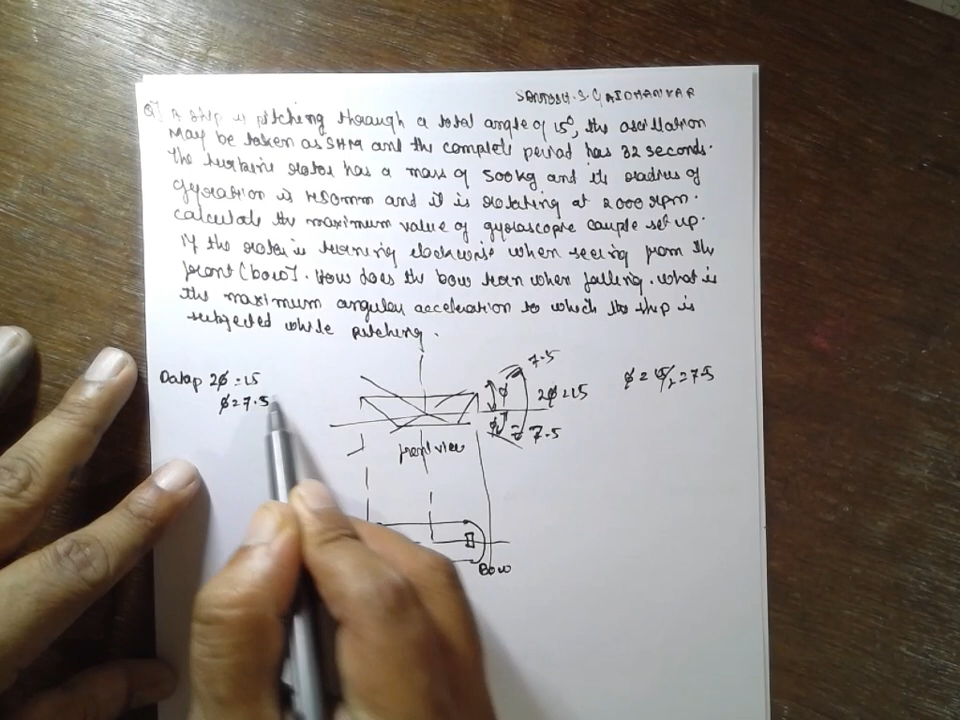 SANTOSH.S.GAIDHANKAR
Q] A ship is pitching through a total angle of 15°, the oscillation
May be taken as SHM and the complete period has 32 seconds.
The turbine rotor has a mass of 500kg and its radius of
gyration is 450mm and it is rotating at 2000 rpm.
calculate the maximum value of gyroscopic couple set up.
If the rotor is turning clockwise when seeing from the
front (bow). How does the bow turn when falling. what is
the maximum angular acceleration to which the ship is
subjected while pitching.
Data 2φ = 15
φ = 7.5
7.5
φ
2φ = 15
φ = 7.5
φ = 15/2 = 7.5
front view
Bow